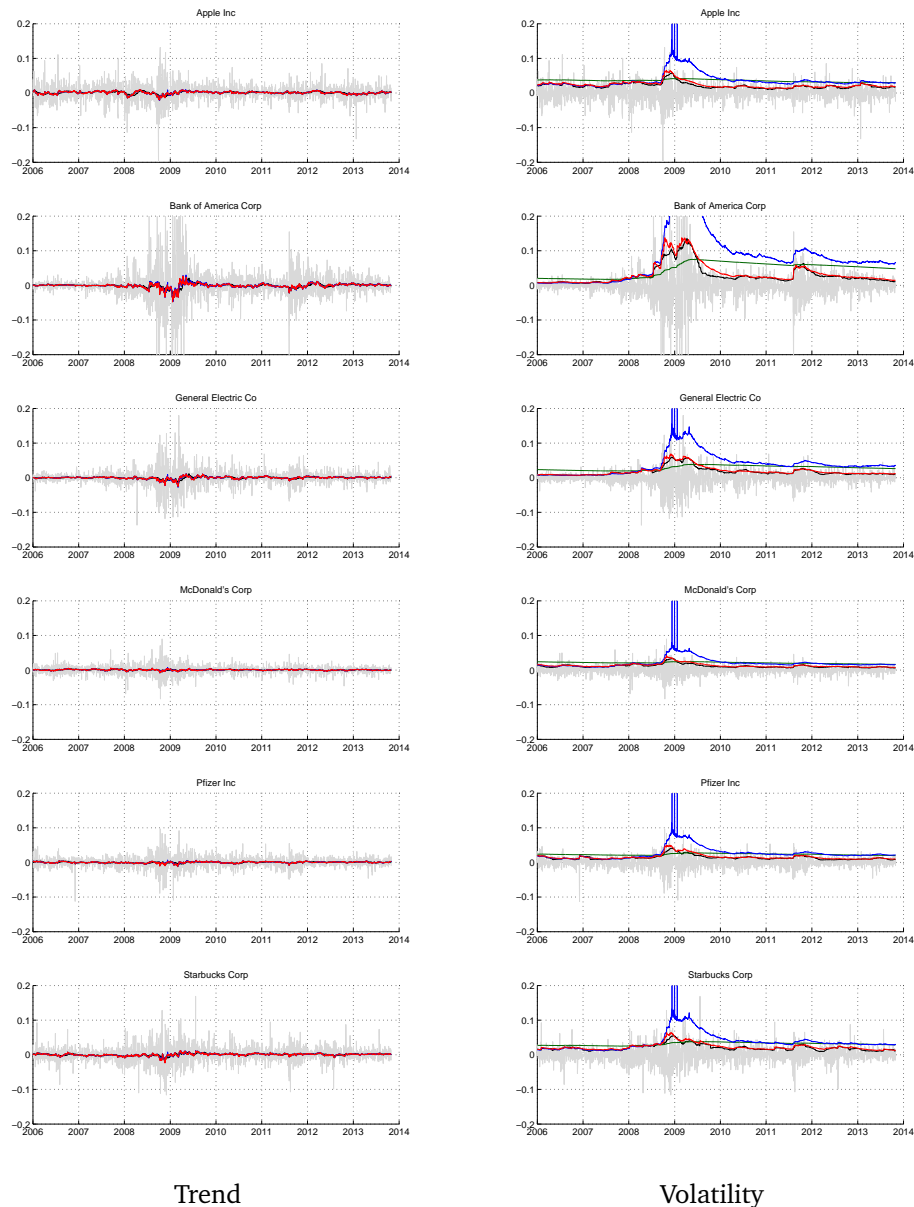 Apple Inc Apple Inc
0.2 0.2
0.1 0.1
0 0
−0.1 −0.1
−0.2 −0.2
2006 2007 2008 2009 2010 2011 2012 2013 2014 2006 2007 2008 2009 2010 2011 2012 2013 2014
Bank of America Corp Bank of America Corp
0.2 0.2
0.1 0.1
0 0
−0.1 −0.1
−0.2 −0.2
2006 2007 2008 2009 2010 2011 2012 2013 2014 2006 2007 2008 2009 2010 2011 2012 2013 2014
General Electric Co General Electric Co
0.2 0.2
0.1 0.1
0 0
−0.1 −0.1
−0.2 −0.2
2006 2007 2008 2009 2010 2011 2012 2013 2014 2006 2007 2008 2009 2010 2011 2012 2013 2014
McDonald's Corp McDonald's Corp
0.2 0.2
0.1 0.1
0 0
−0.1 −0.1
−0.2 −0.2
2006 2007 2008 2009 2010 2011 2012 2013 2014 2006 2007 2008 2009 2010 2011 2012 2013 2014
Pfizer Inc Pfizer Inc
0.2 0.2
0.1 0.1
0 0
−0.1 −0.1
−0.2 −0.2
2006 2007 2008 2009 2010 2011 2012 2013 2014 2006 2007 2008 2009 2010 2011 2012 2013 2014
Starbucks Corp Starbucks Corp
0.2 0.2
0.1 0.1
0 0
−0.1 −0.1
−0.2 −0.2
2006 2007 2008 2009 2010 2011 2012 2013 2014 2006 2007 2008 2009 2010 2011 2012 2013 2014
Trend Volatility